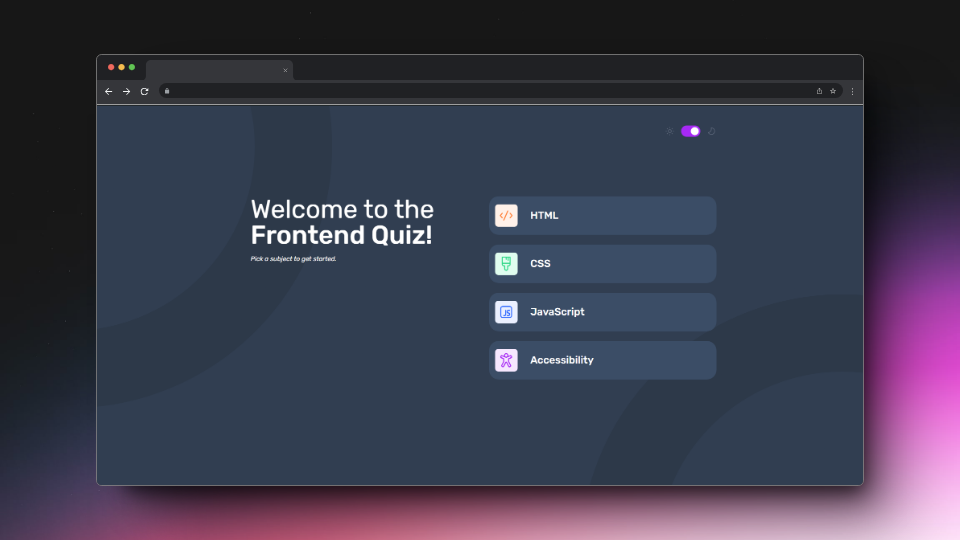 Welcome to the
Frontend Quiz!
Pick a subject to get started.
HTML
CSS
JS
JavaScript
Accessibility